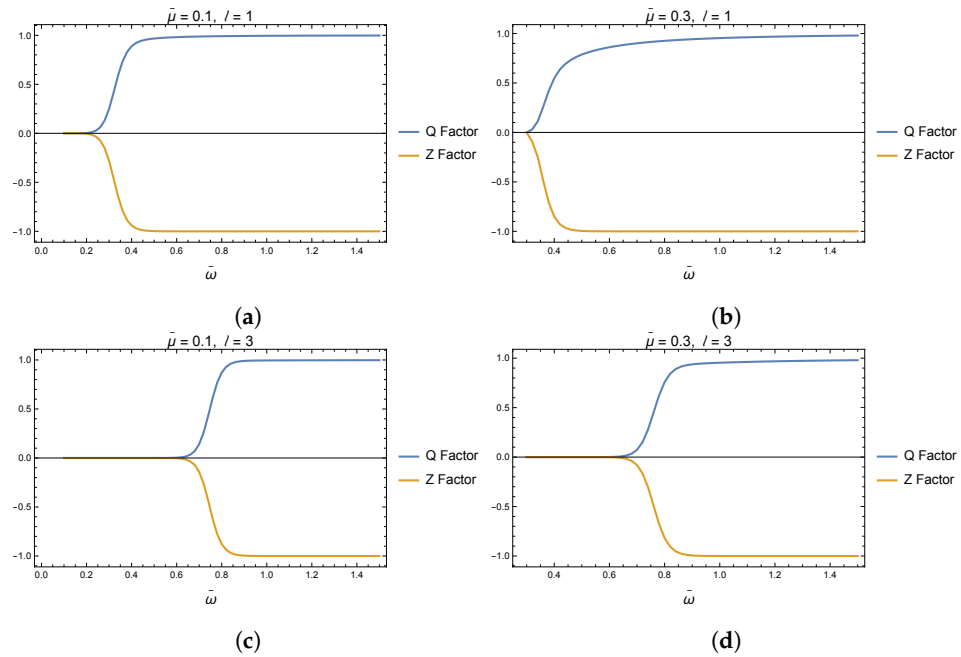 μ̄ = 0.1, l = 1
1.0
0.5
0.0
−0.5
−1.0
0.0 0.2 0.4 0.6 0.8 1.0 1.2 1.4
ω̄
Q Factor
Z Factor
(a)
μ̄ = 0.3, l = 1
1.0
0.5
0.0
−0.5
−1.0
0.4 0.6 0.8 1.0 1.2 1.4
ω̄
Q Factor
Z Factor
(b)
μ̄ = 0.1, l = 3
1.0
0.5
0.0
−0.5
−1.0
0.0 0.2 0.4 0.6 0.8 1.0 1.2 1.4
ω̄
Q Factor
Z Factor
(c)
μ̄ = 0.3, l = 3
1.0
0.5
0.0
−0.5
−1.0
0.4 0.6 0.8 1.0 1.2 1.4
ω̄
Q Factor
Z Factor
(d)